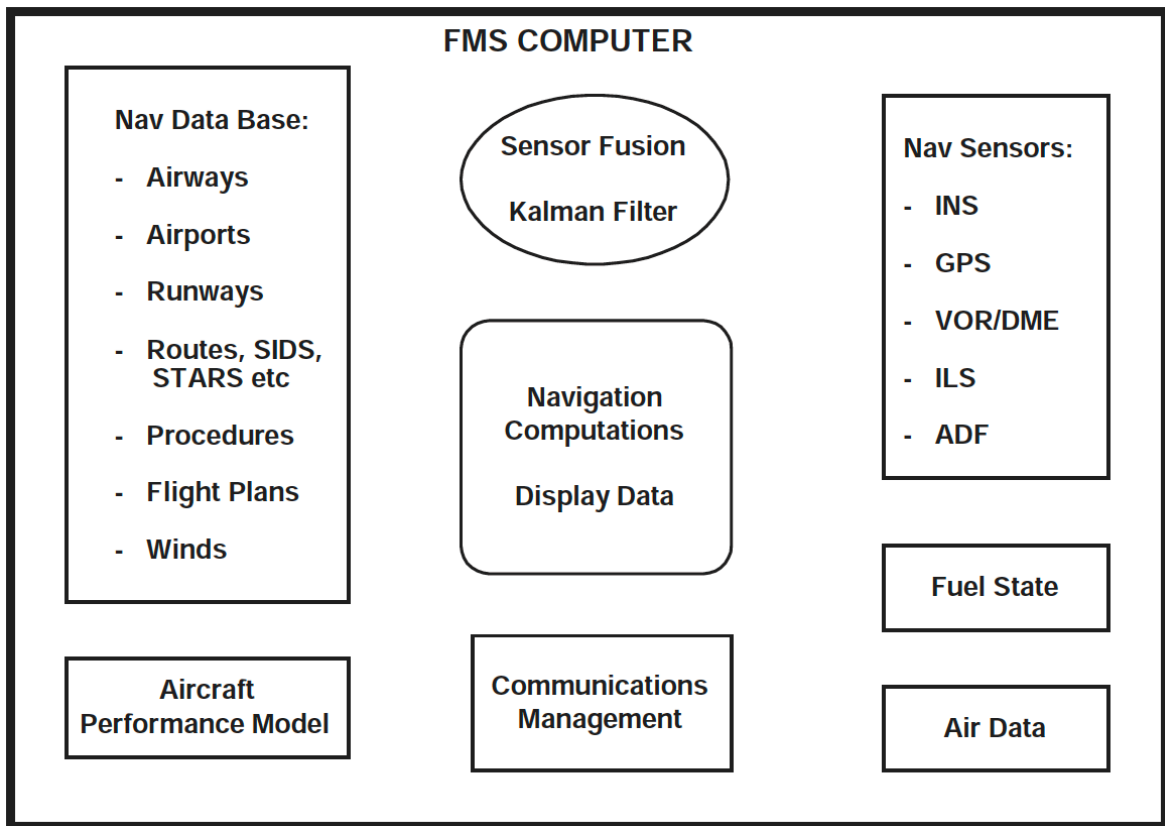 FMS COMPUTER
Nav Data Base:
- Airways
- Airports
- Runways
- Routes, SIDS,
STARS etc
- Procedures
- Flight Plans
- Winds
Aircraft
Performance Model
Sensor Fusion
Kalman Filter
Navigation
Computations
Display Data
Communications
Management
Nav Sensors:
- INS
- GPS
- VOR/DME
- ILS
- ADF
Fuel State
Air Data